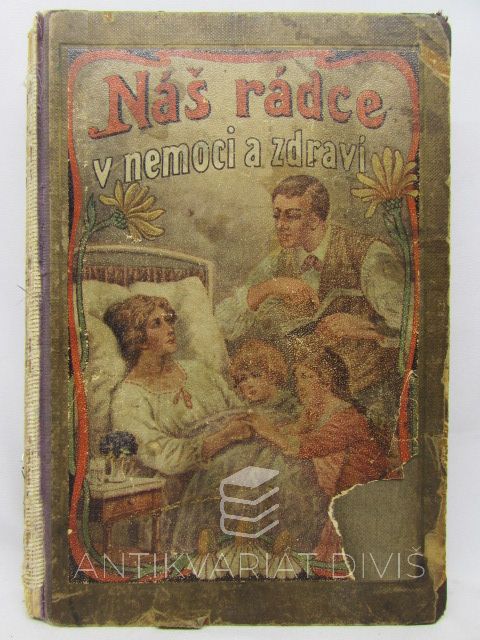 Náš rádce
v nemoci a zdraví
ANTIKVARIÁT DIVIŠ